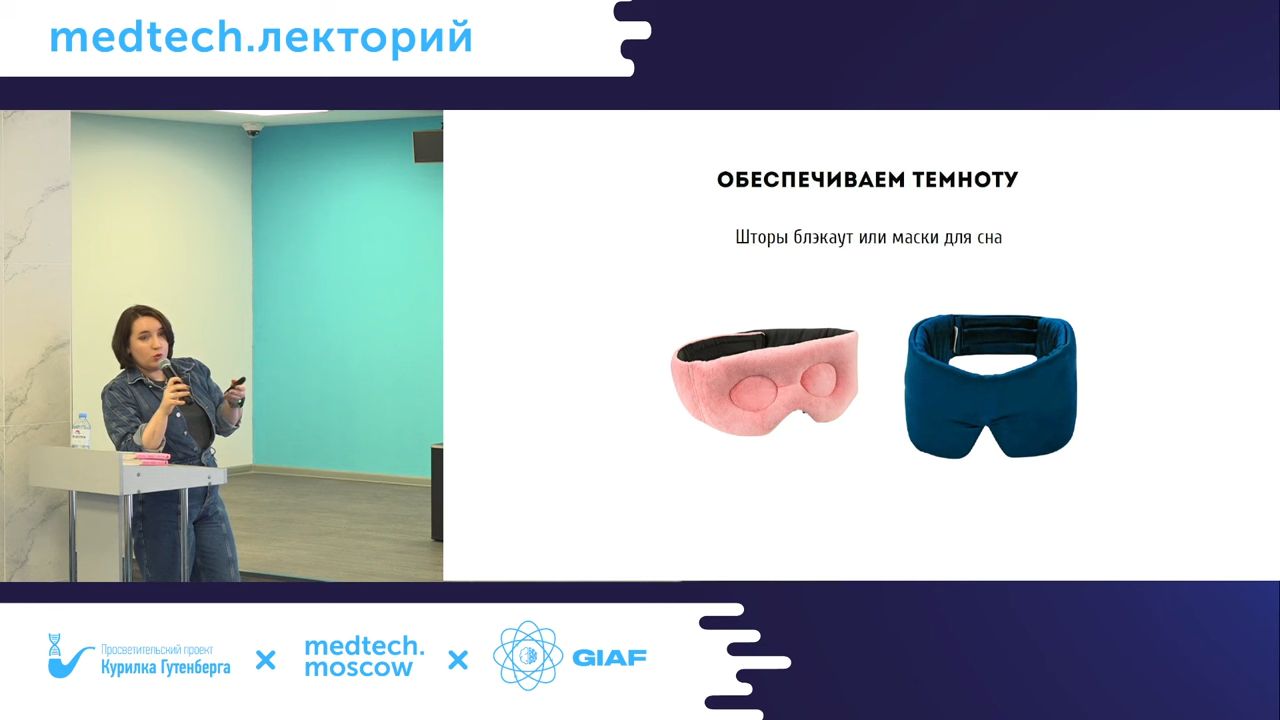 medtech.лекторий
ОБЕСПЕЧИВАЕМ ТЕМНОТУ
Шторы блэкаут или маски для сна
Просветительский проект
Курилка Гутенберга
medtech.
moscow
GIAF